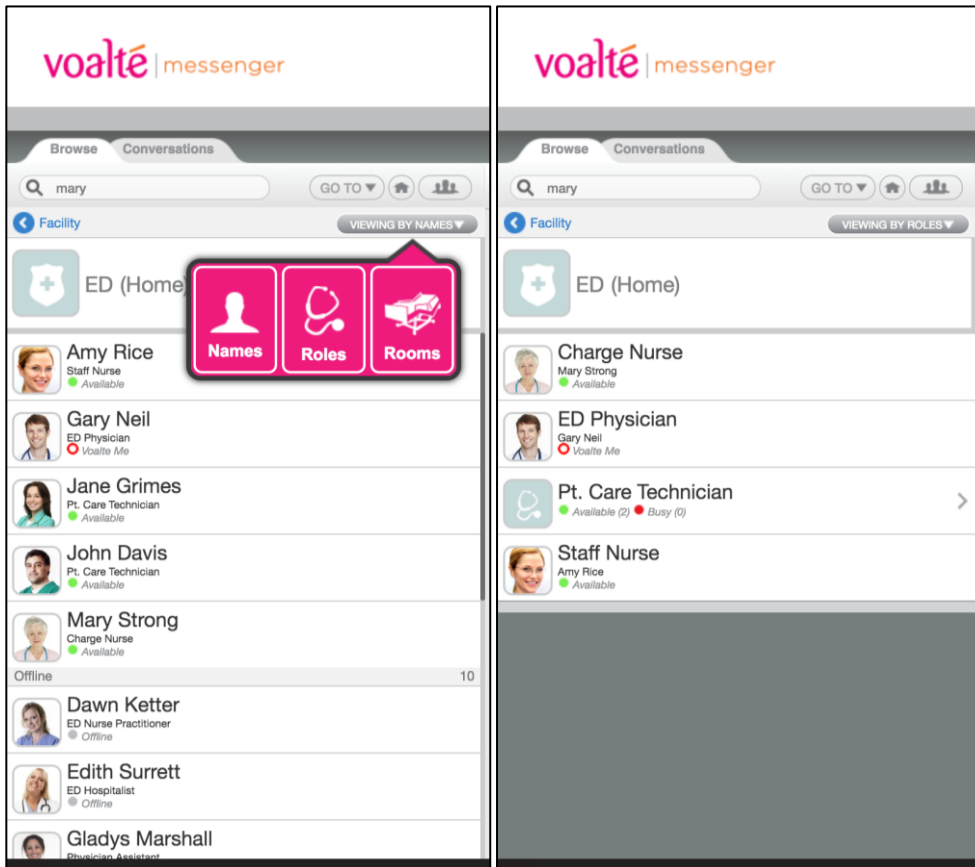 voalté | messenger
Browse Conversations
mary
GO TO ▼
Facility
VIEWING BY NAMES ▼
ED (Home)
Names Roles Rooms
Amy Rice
Staff Nurse
Available
Gary Neil
ED Physician
Voalte Me
Jane Grimes
Pt. Care Technician
Available
John Davis
Pt. Care Technician
Available
Mary Strong
Charge Nurse
Available
Offline 10
Dawn Ketter
ED Nurse Practitioner
Offline
Edith Surrett
ED Hospitalist
Offline
Gladys Marshall
Physician Assistant
voalté | messenger
Browse Conversations
mary
GO TO ▼
Facility
VIEWING BY ROLES ▼
ED (Home)
Charge Nurse
Mary Strong
Available
ED Physician
Gary Neil
Voalte Me
Pt. Care Technician
Available (2) Busy (0)
Staff Nurse
Amy Rice
Available